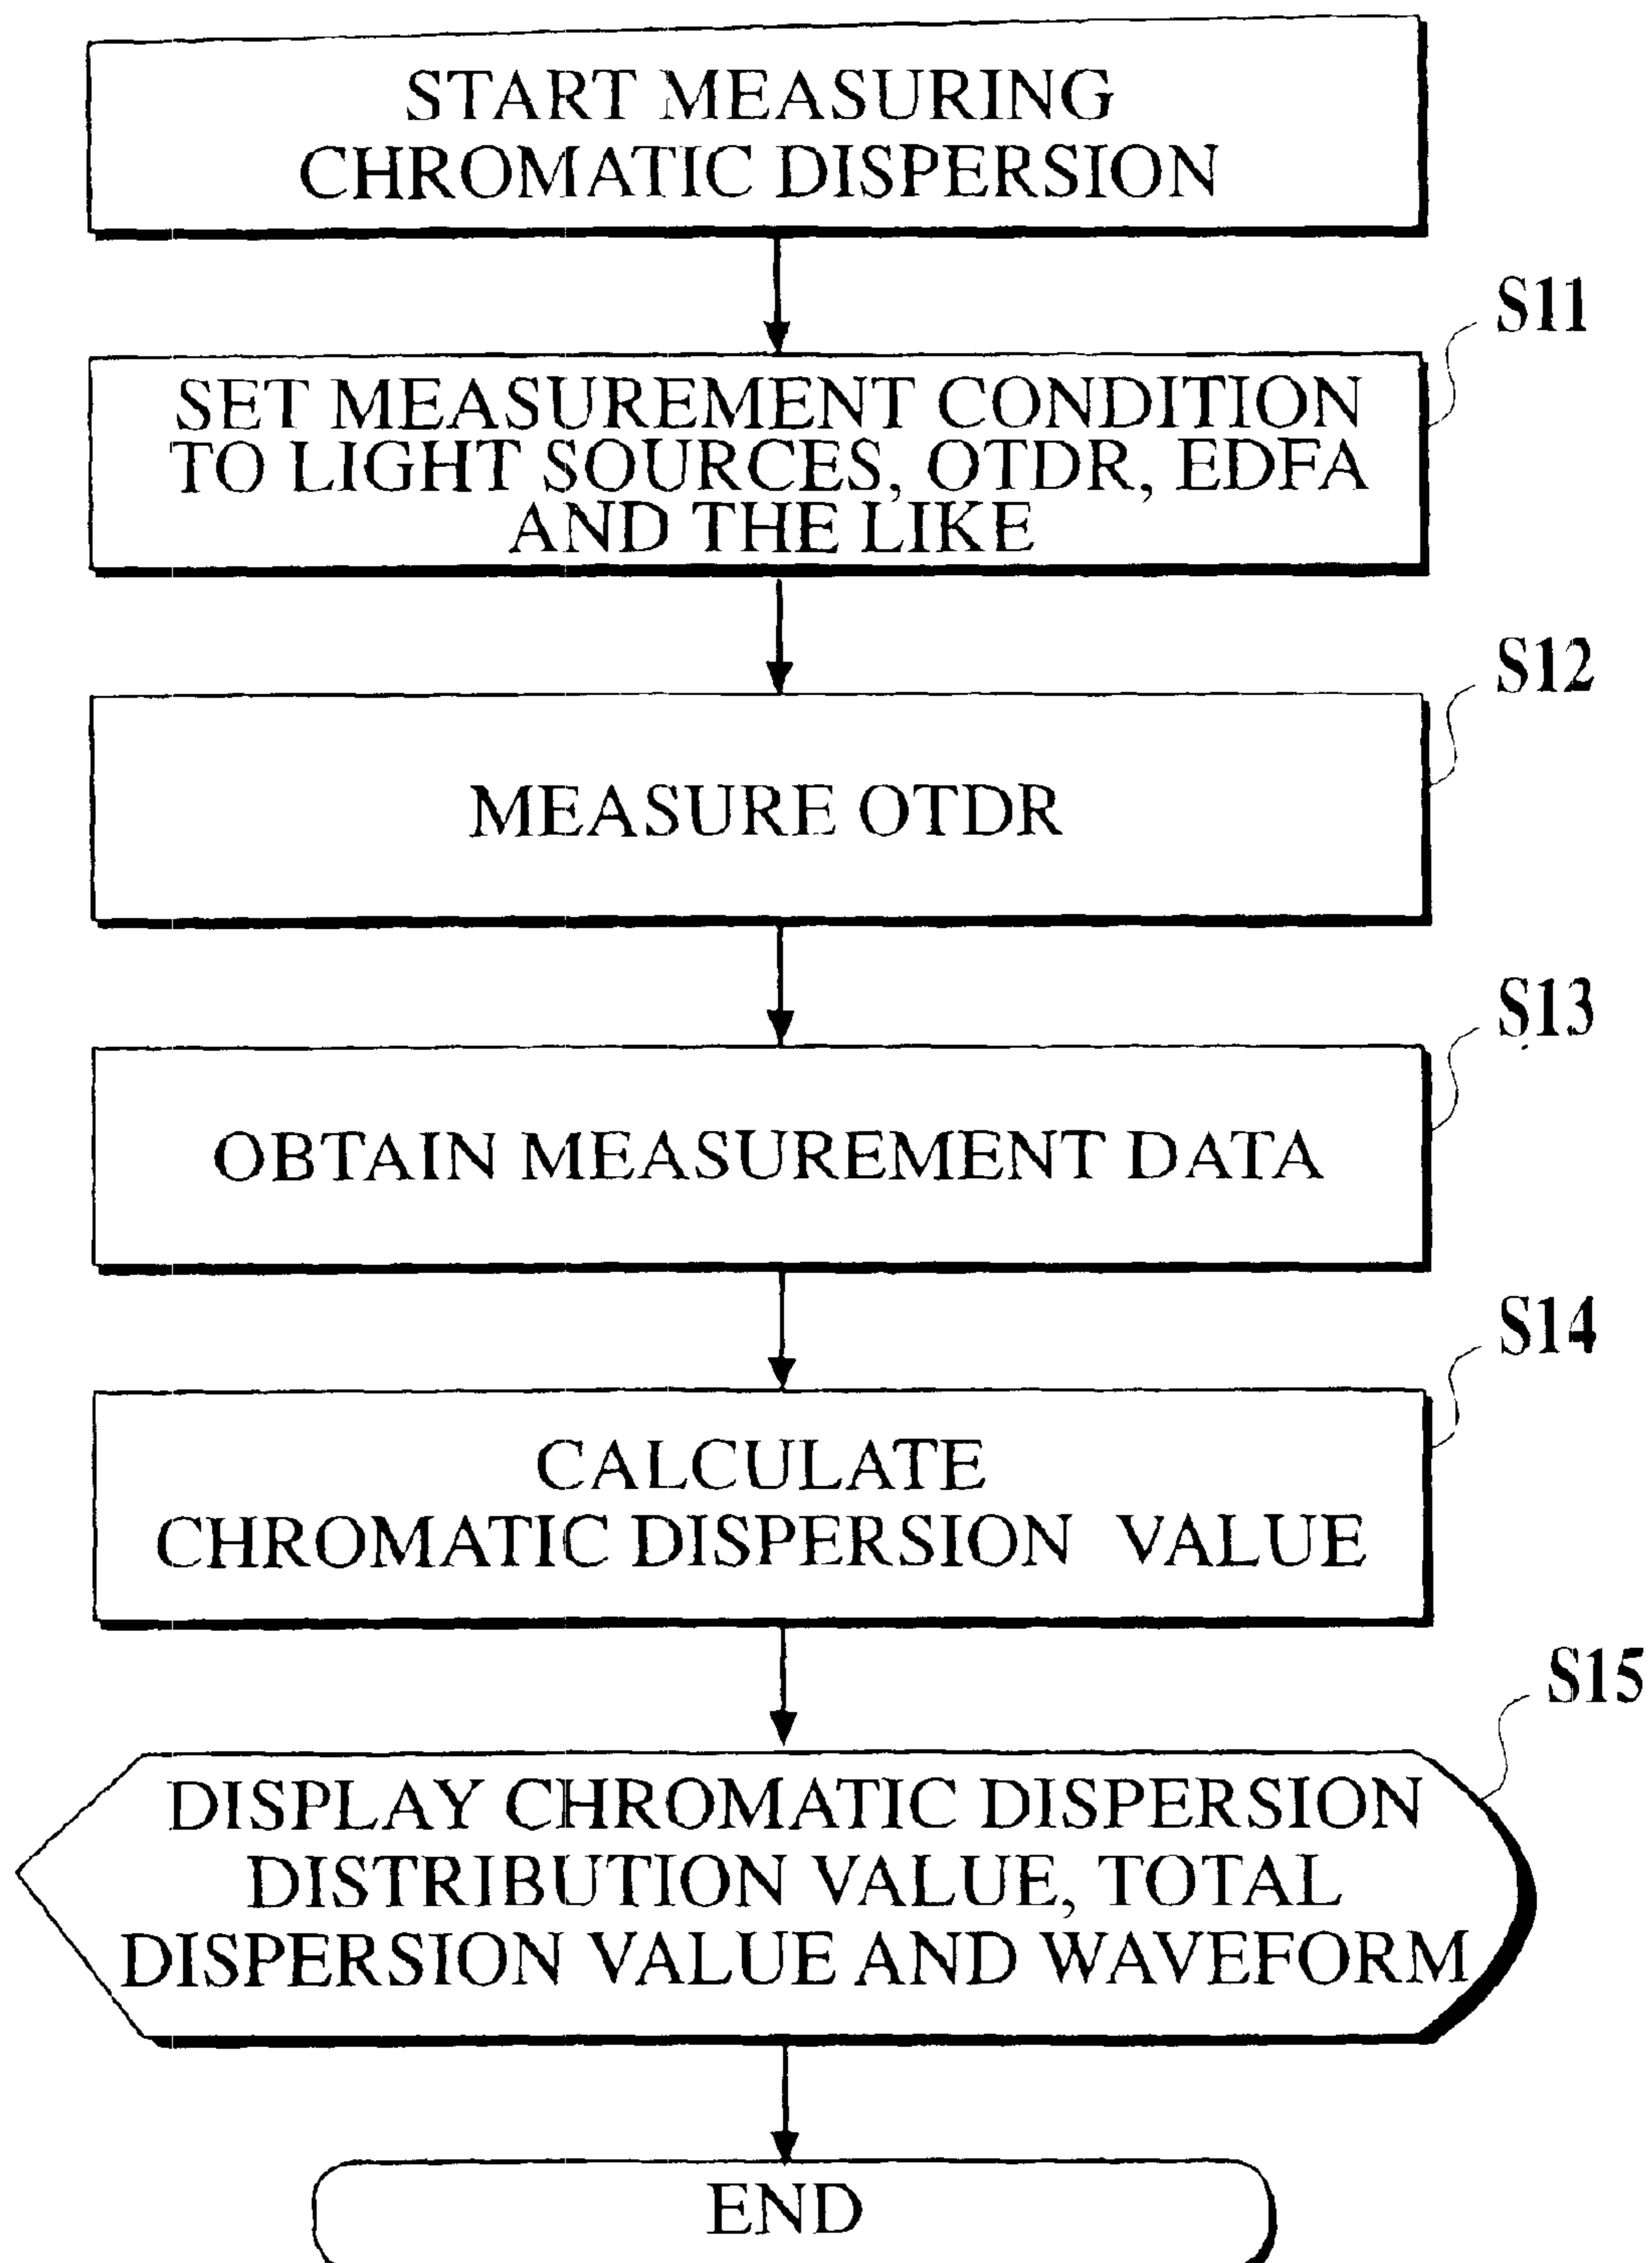 START MEASURING
CHROMATIC DISPERSION
S11
SET MEASUREMENT CONDITION
TO LIGHT SOURCES, OTDR, EDFA
AND THE LIKE
S12
MEASURE OTDR
S13
OBTAIN MEASUREMENT DATA
S14
CALCULATE
CHROMATIC DISPERSION VALUE
S15
DISPLAY CHROMATIC DISPERSION
DISTRIBUTION VALUE, TOTAL
DISPERSION VALUE AND WAVEFORM
END